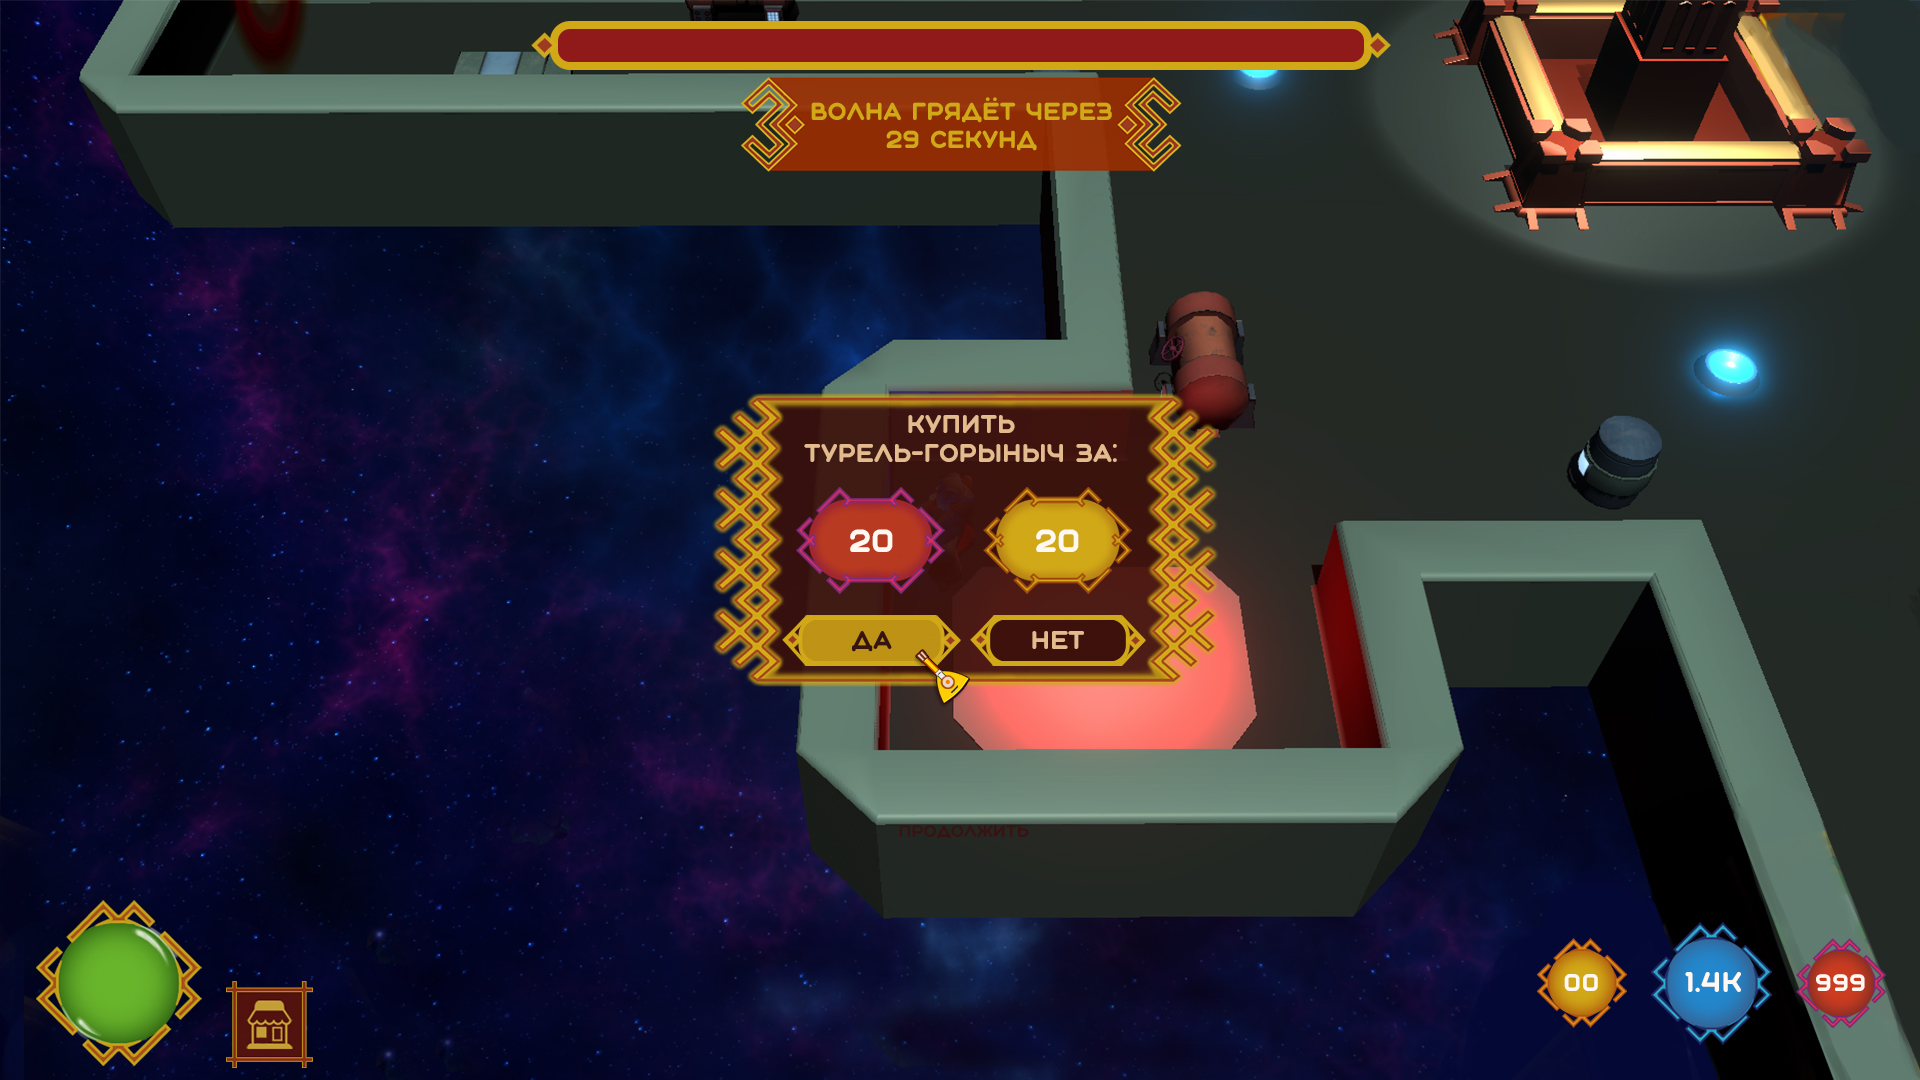 ВОЛНА ГРЯДЁТ ЧЕРЕЗ
29 СЕКУНД
КУПИТЬ
ТУРЕЛЬ-ГОРЫНЫЧ ЗА:
20 20
ДА НЕТ
ПРОДОЛЖИТЬ
00 1.4K 999